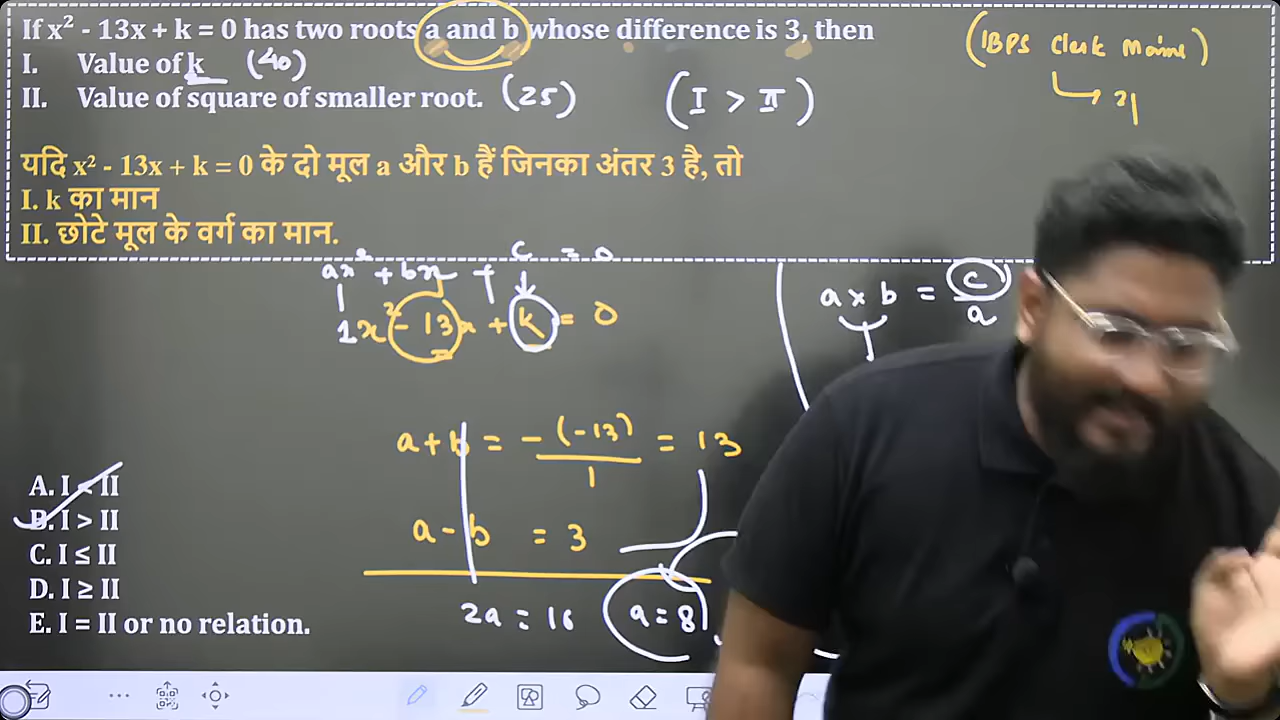 If x² - 13x + k = 0 has two roots a and b whose difference is 3, then
I. Value of k (40)
II. Value of square of smaller root. (25) (I > II)
(IBPS Clerk Mains)
यदि x² - 13x + k = 0 के दो मूल a और b हैं जिनका अंतर 3 है, तो
I. k का मान
II. छोटे मूल के वर्ग का मान.
ax² + bx + c = 0
1x² - 13x + k = 0
a × b = c/a
a + b = -(-13)/1 = 13
a - b = 3
2a = 16 a = 8
A. I < II
B. I > II
C. I ≤ II
D. I ≥ II
E. I = II or no relation.